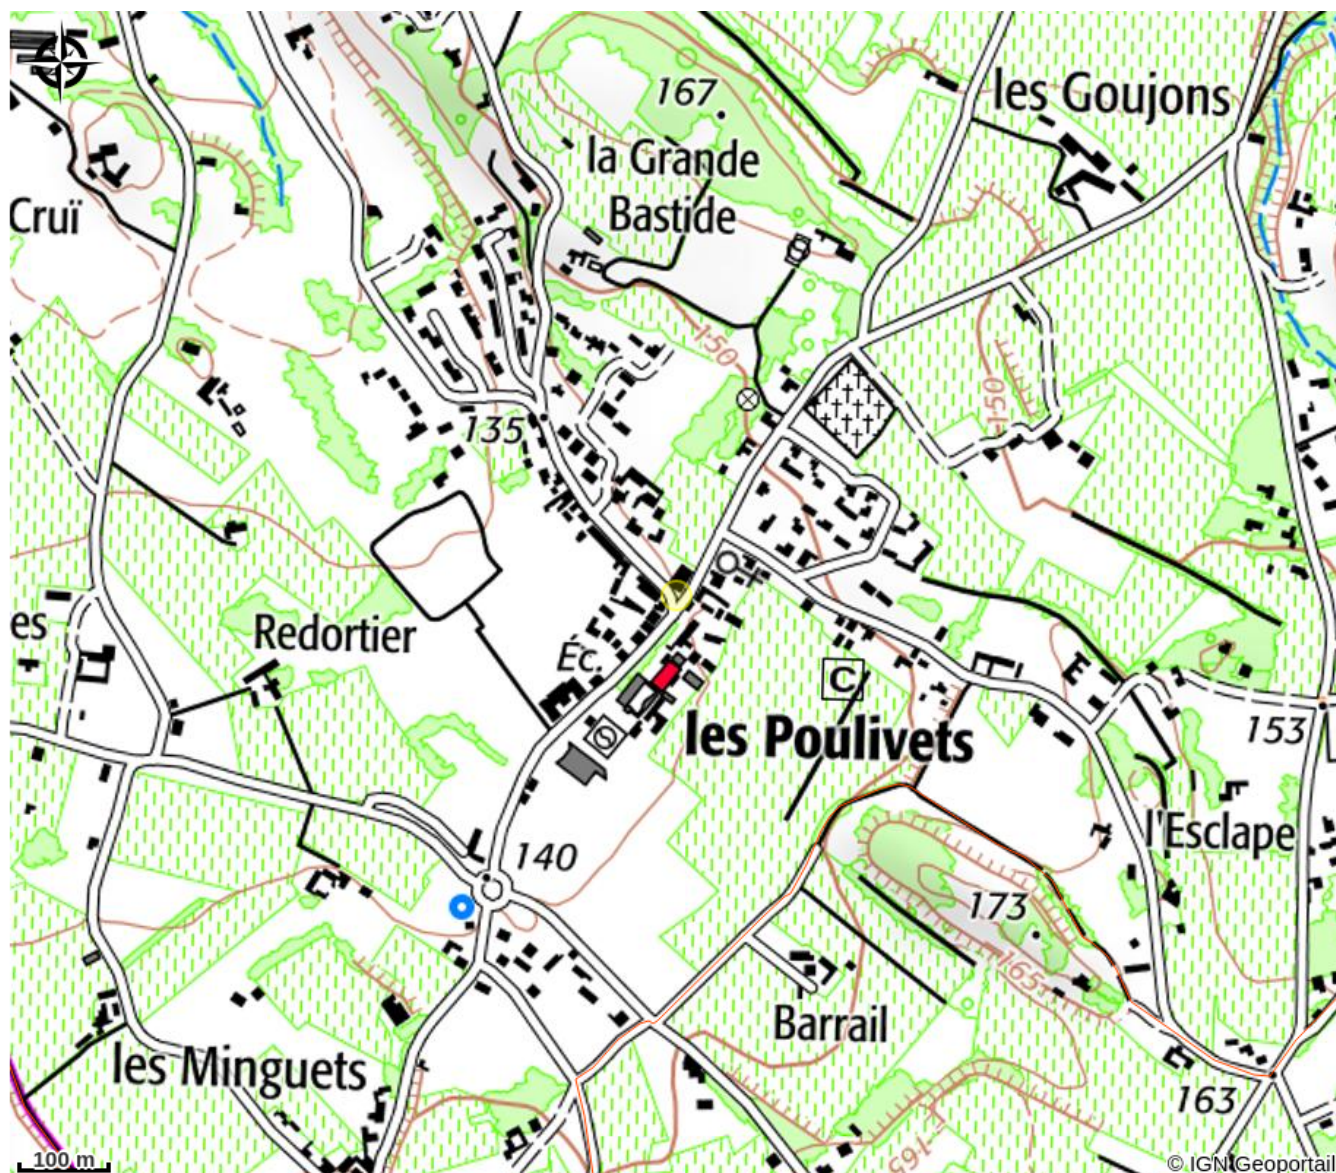 les Goujons
167
la Grande
Bastide
Cruï
150
150
135
Redortier
es
Éc.
C
les Poulivets
153
140
l'Esclape
173
165
Barrail
les Minguets
163
165
100 m
© IGN Geoportail